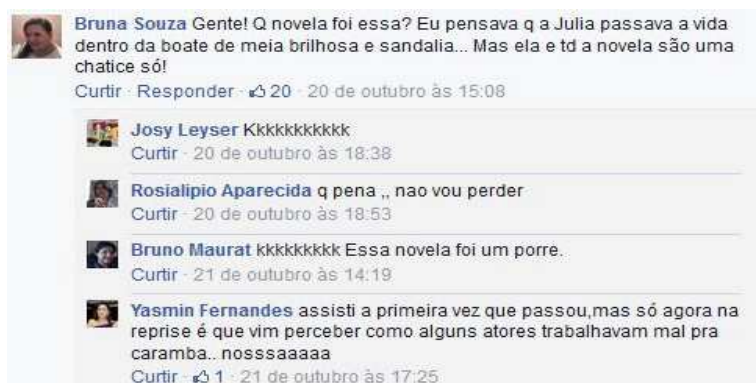 Bruna Souza Gente! Q novela foi essa? Eu pensava q a Julia passava a vida
dentro da boate de meia brilhosa e sandalia... Mas ela e td a novela são uma
chatice só!
Curtir · Responder · 20 · 20 de outubro às 15:08
Josy Leyser Kkkkkkkkkkk
Curtir · 20 de outubro às 18:38
Rosialipio Aparecida q pena ,, nao vou perder
Curtir · 20 de outubro às 18:53
Bruno Maurat kkkkkkkkk Essa novela foi um porre.
Curtir · 21 de outubro às 14:19
Yasmin Fernandes assisti a primeira vez que passou,mas só agora na
reprise é que vim perceber como alguns atores trabalhavam mal pra
caramba.. nosssaaaaa
Curtir · 1 · 21 de outubro às 17:25